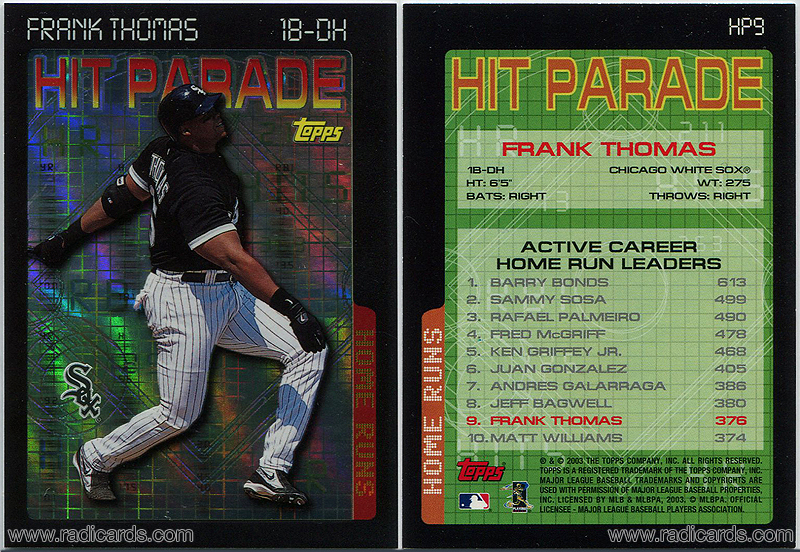 FRANK THOMAS 1B-DH
HIT PARADE
topps
THOMAS
Sox
HOME RUNS
www.radicards.com
HP9
HIT PARADE
FRANK THOMAS
1B-DH CHICAGO WHITE SOX®
HT: 6'5" WT: 275
BATS: RIGHT THROWS: RIGHT
ACTIVE CAREER
HOME RUN LEADERS
1. BARRY BONDS 613
2. SAMMY SOSA 499
3. RAFAEL PALMEIRO 490
4. FRED McGRIFF 478
5. KEN GRIFFEY JR. 468
6. JUAN GONZALEZ 405
7. ANDRES GALARRAGA 386
8. JEFF BAGWELL 380
9. FRANK THOMAS 376
10. MATT WILLIAMS 374
HOME RUNS
topps
® & © 2003 THE TOPPS COMPANY, INC. ALL RIGHTS RESERVED.
TOPPS IS A REGISTERED TRADEMARK OF THE TOPPS COMPANY, INC.
MAJOR LEAGUE BASEBALL TRADEMARKS AND COPYRIGHTS ARE
USED WITH PERMISSION OF MAJOR LEAGUE BASEBALL PROPERTIES,
INC. LICENSED BY MLB & MLBPA, 2003. © MLBPA. OFFICIAL
LICENSEE - MAJOR LEAGUE BASEBALL PLAYERS ASSOCIATION.
www.radicards.com